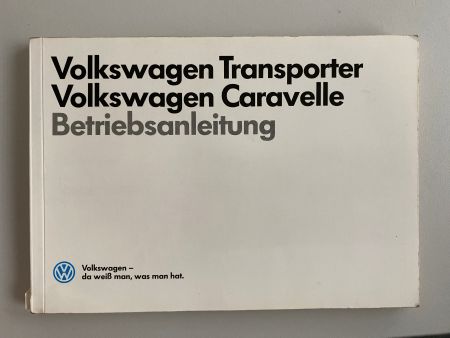 Volkswagen Transporter
Volkswagen Caravelle
Betriebsanleitung
Volkswagen –
da weiß man, was man hat.